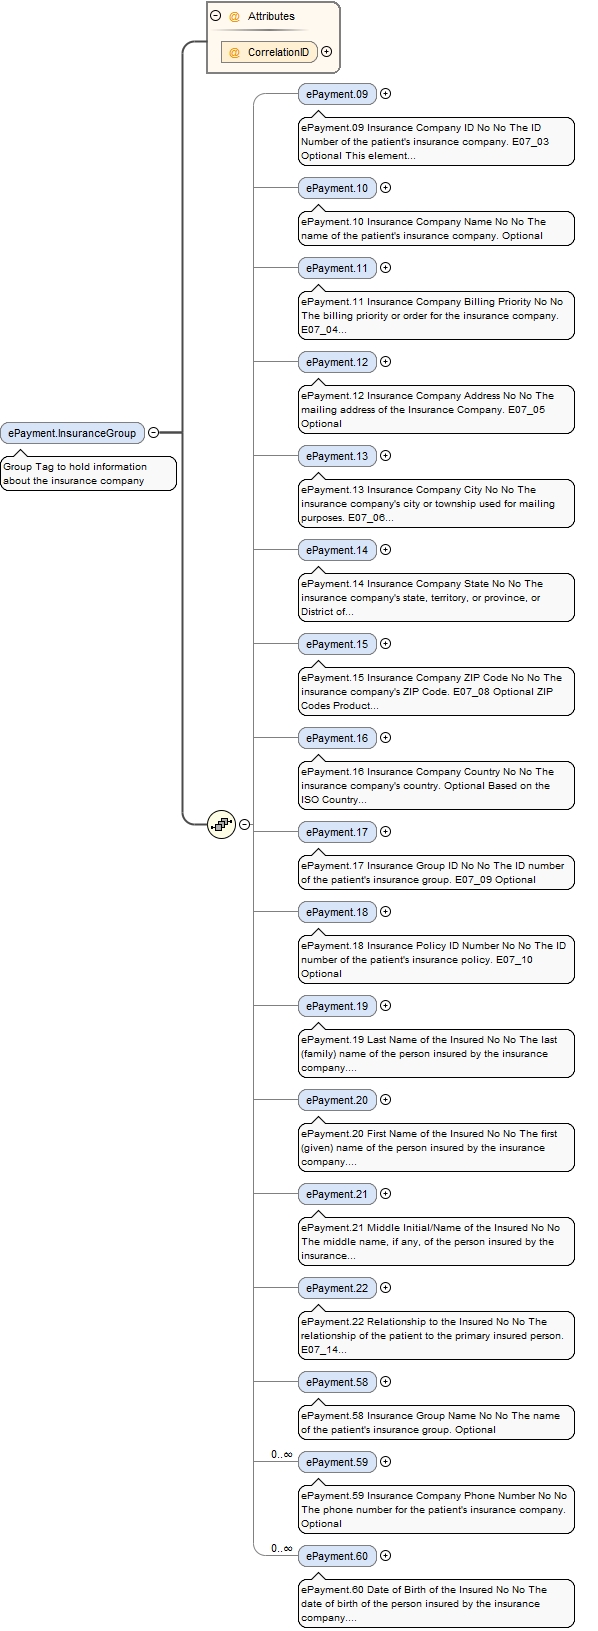 Attributes
@ CorrelationID
ePayment.09
ePayment.09 Insurance Company ID No No The ID
Number of the patient's insurance company. E07_03
Optional This element...
ePayment.10
ePayment.10 Insurance Company Name No No The
name of the patient's insurance company. Optional
ePayment.11
ePayment.11 Insurance Company Billing Priority No No
The billing priority or order for the insurance company.
E07_04...
ePayment.12
ePayment.12 Insurance Company Address No No The
mailing address of the Insurance Company. E07_05
Optional
ePayment.InsuranceGroup
Group Tag to hold information
about the insurance company
ePayment.13
ePayment.13 Insurance Company City No No The
insurance company's city or township used for mailing
purposes. E07_06...
ePayment.14
ePayment.14 Insurance Company State No No The
insurance company's state, territory, or province, or
District of...
ePayment.15
ePayment.15 Insurance Company ZIP Code No No The
insurance company's ZIP Code. E07_08 Optional ZIP
Codes Product...
ePayment.16
ePayment.16 Insurance Company Country No No The
insurance company's country. Optional Based on the
ISO Country...
ePayment.17
ePayment.17 Insurance Group ID No No The ID number
of the patient's insurance group. E07_09 Optional
ePayment.18
ePayment.18 Insurance Policy ID Number No No The ID
number of the patient's insurance policy. E07_10
Optional
ePayment.19
ePayment.19 Last Name of the Insured No No The last
(family) name of the person insured by the insurance
company....
ePayment.20
ePayment.20 First Name of the Insured No No The first
(given) name of the person insured by the insurance
company....
ePayment.21
ePayment.21 Middle Initial/Name of the Insured No No
The middle name, if any, of the person insured by the
insurance...
ePayment.22
ePayment.22 Relationship to the Insured No No The
relationship of the patient to the primary insured person.
E07_14...
ePayment.58
ePayment.58 Insurance Group Name No No The name
of the patient's insurance group. Optional
0..∞
ePayment.59
ePayment.59 Insurance Company Phone Number No No
The phone number for the patient's insurance company.
Optional
0..∞
ePayment.60
ePayment.60 Date of Birth of the Insured No No The
date of birth of the person insured by the insurance
company....